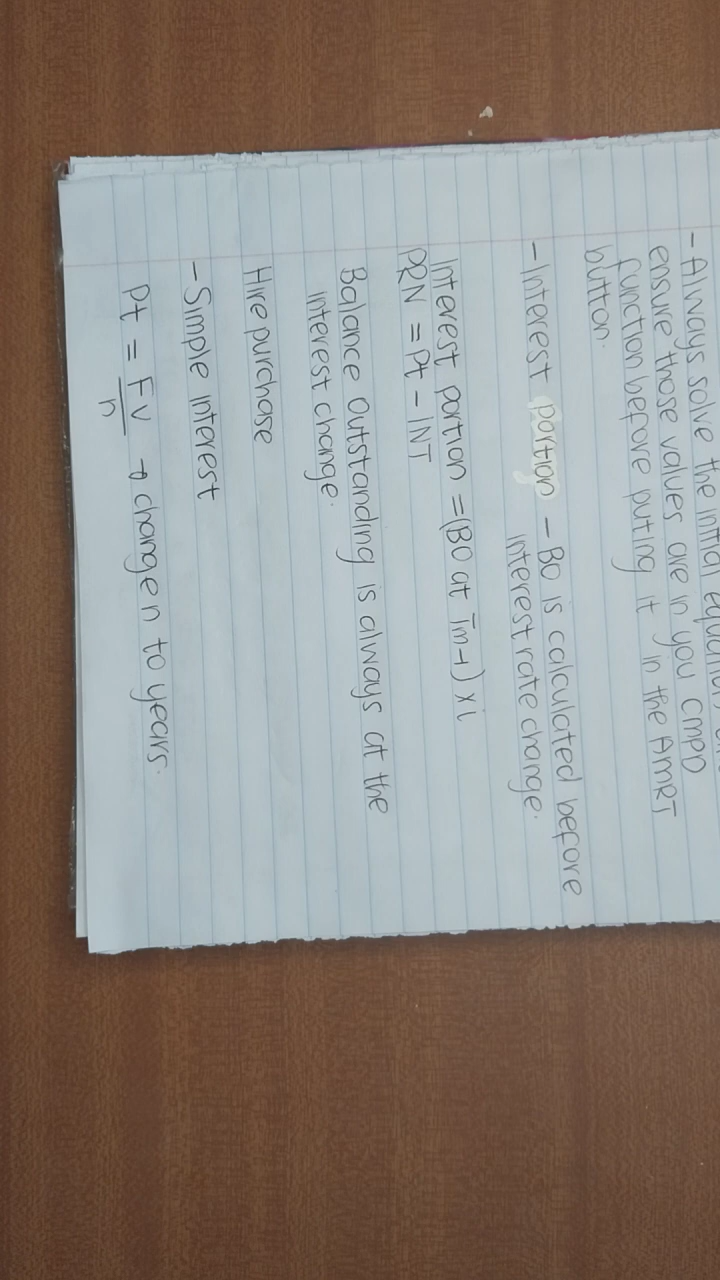 - Always solve the initial
ensure those values are in you CMPD
function before puting it in the AMRT
button.
- Interest portion - BO is calculated before
interest rate change.
Interest portion = (BO at Tm-1) × i
PRN = Pt - INT
Balance Outstanding is always at the
interest change.
Hire purchase
- Simple interest
Pt = FV/n → change n to years.